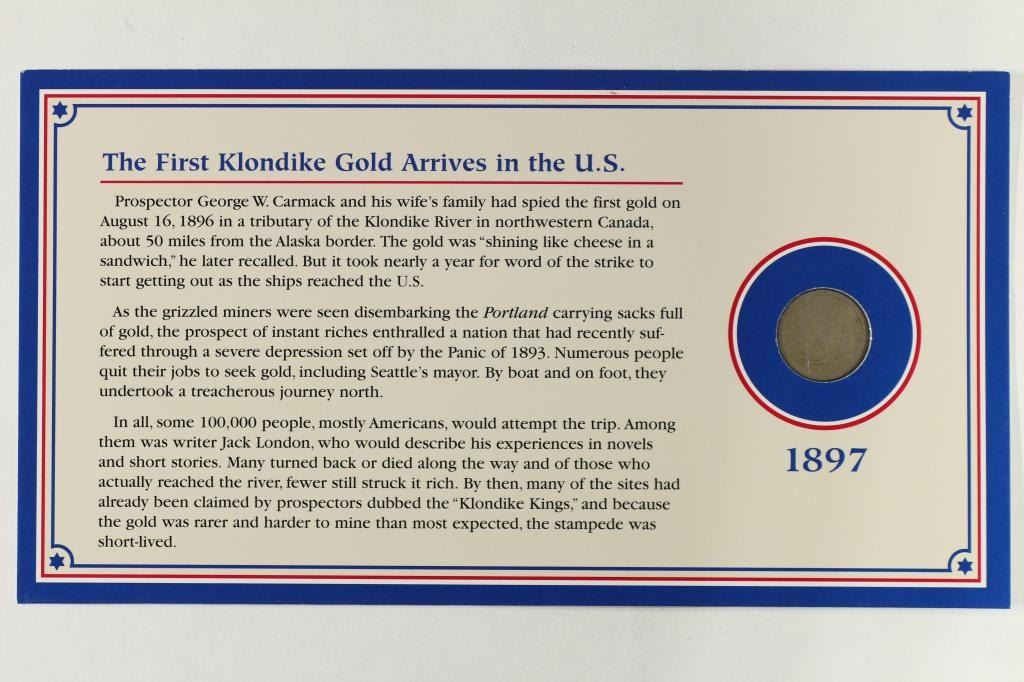 The First Klondike Gold Arrives in the U.S.
Prospector George W. Carmack and his wife's family had spied the first gold on
August 16, 1896 in a tributary of the Klondike River in northwestern Canada,
about 50 miles from the Alaska border. The gold was “shining like cheese in a
sandwich,” he later recalled. But it took nearly a year for word of the strike to
start getting out as the ships reached the U.S.
As the grizzled miners were seen disembarking the Portland carrying sacks full
of gold, the prospect of instant riches enthralled a nation that had recently suf-
fered through a severe depression set off by the Panic of 1893. Numerous people
quit their jobs to seek gold, including Seattle's mayor. By boat and on foot, they
undertook a treacherous journey north.
In all, some 100,000 people, mostly Americans, would attempt the trip. Among
them was writer Jack London, who would describe his experiences in novels
and short stories. Many turned back or died along the way and of those who
actually reached the river, fewer still struck it rich. By then, many of the sites had
already been claimed by prospectors dubbed the “Klondike Kings,” and because
the gold was rarer and harder to mine than most expected, the stampede was
short-lived.
1897